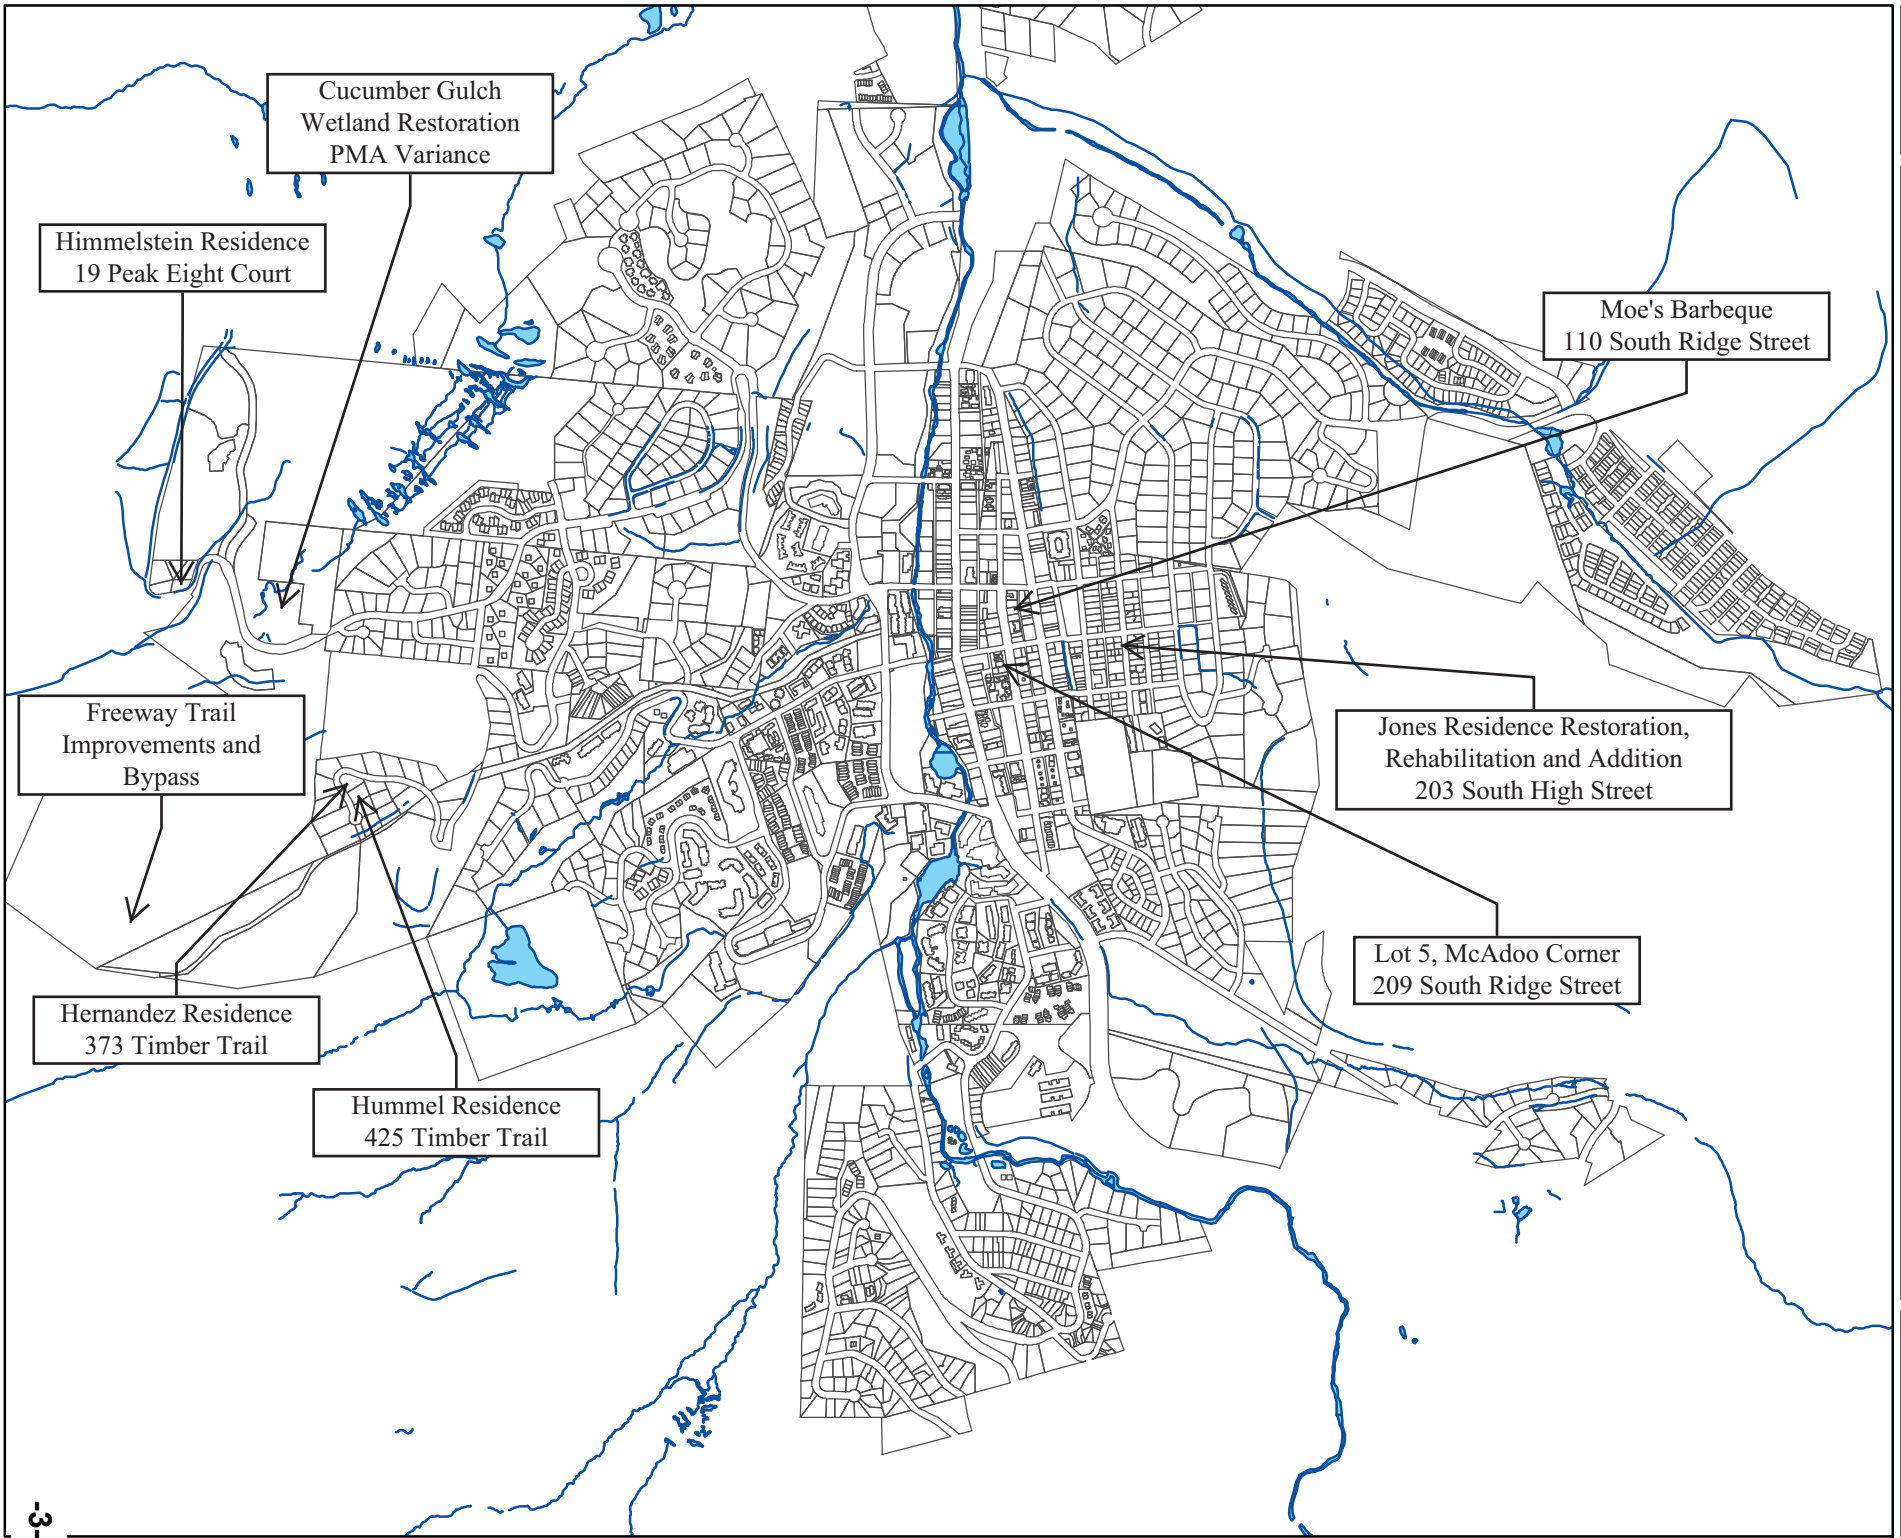 Cucumber Gulch
Wetland Restoration
PMA Variance
Himmelstein Residence
19 Peak Eight Court
Moe's Barbeque
110 South Ridge Street
Freeway Trail
Improvements and
Bypass
Jones Residence Restoration,
Rehabilitation and Addition
203 South High Street
Lot 5, McAdoo Corner
209 South Ridge Street
Hernandez Residence
373 Timber Trail
Hummel Residence
425 Timber Trail
-3-